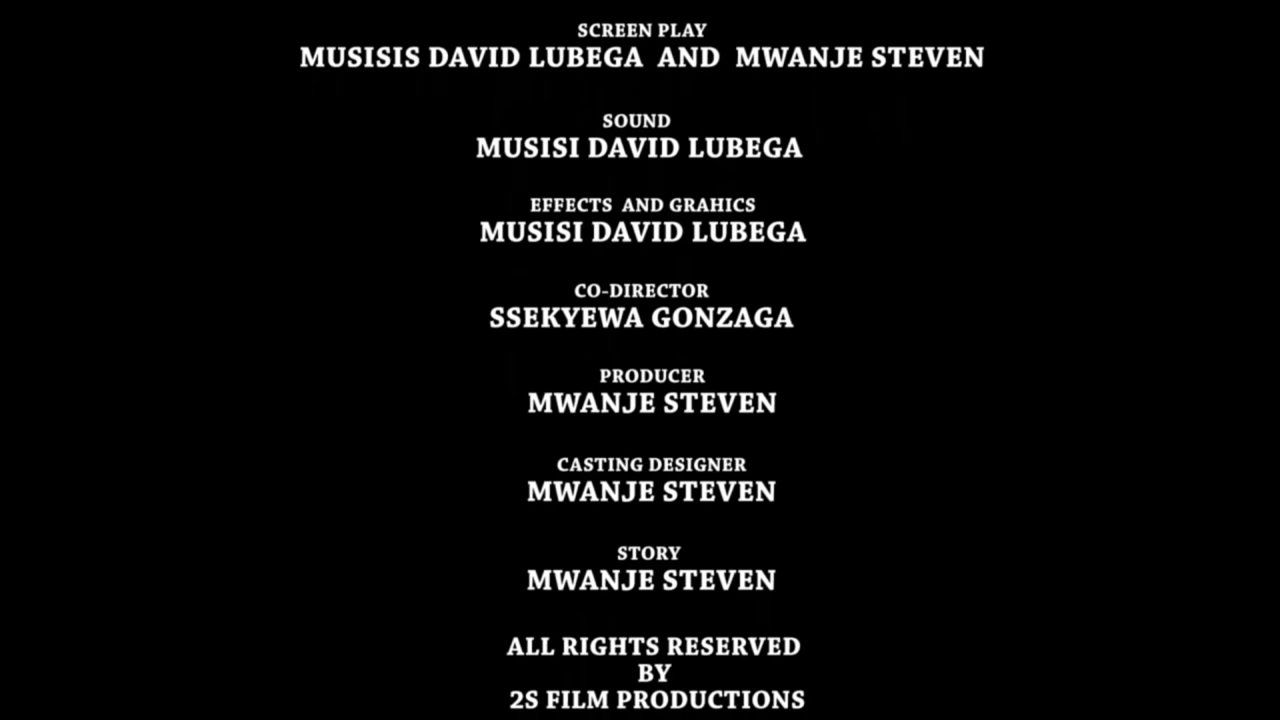 SCREEN PLAY
MUSISIS DAVID LUBEGA AND MWANJE STEVEN
SOUND
MUSISI DAVID LUBEGA
EFFECTS AND GRAHICS
MUSISI DAVID LUBEGA
CO-DIRECTOR
SSEKYEWA GONZAGA
PRODUCER
MWANJE STEVEN
CASTING DESIGNER
MWANJE STEVEN
STORY
MWANJE STEVEN
ALL RIGHTS RESERVED
BY
2S FILM PRODUCTIONS